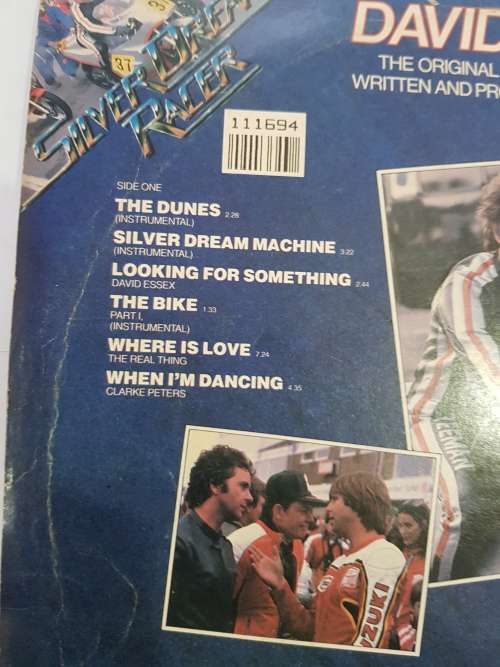 SILVER DREAM
RACER
3
37
DAVID
THE ORIGINAL
WRITTEN AND PR
111694
SIDE ONE
THE DUNES 2.28
(INSTRUMENTAL)
SILVER DREAM MACHINE 3.22
(INSTRUMENTAL)
LOOKING FOR SOMETHING 2.44
DAVID ESSEX
THE BIKE 1.33
PART I,
(INSTRUMENTAL)
WHERE IS LOVE 7.24
THE REAL THING
WHEN I'M DANCING 4.35
CLARKE PETERS
UZUKI